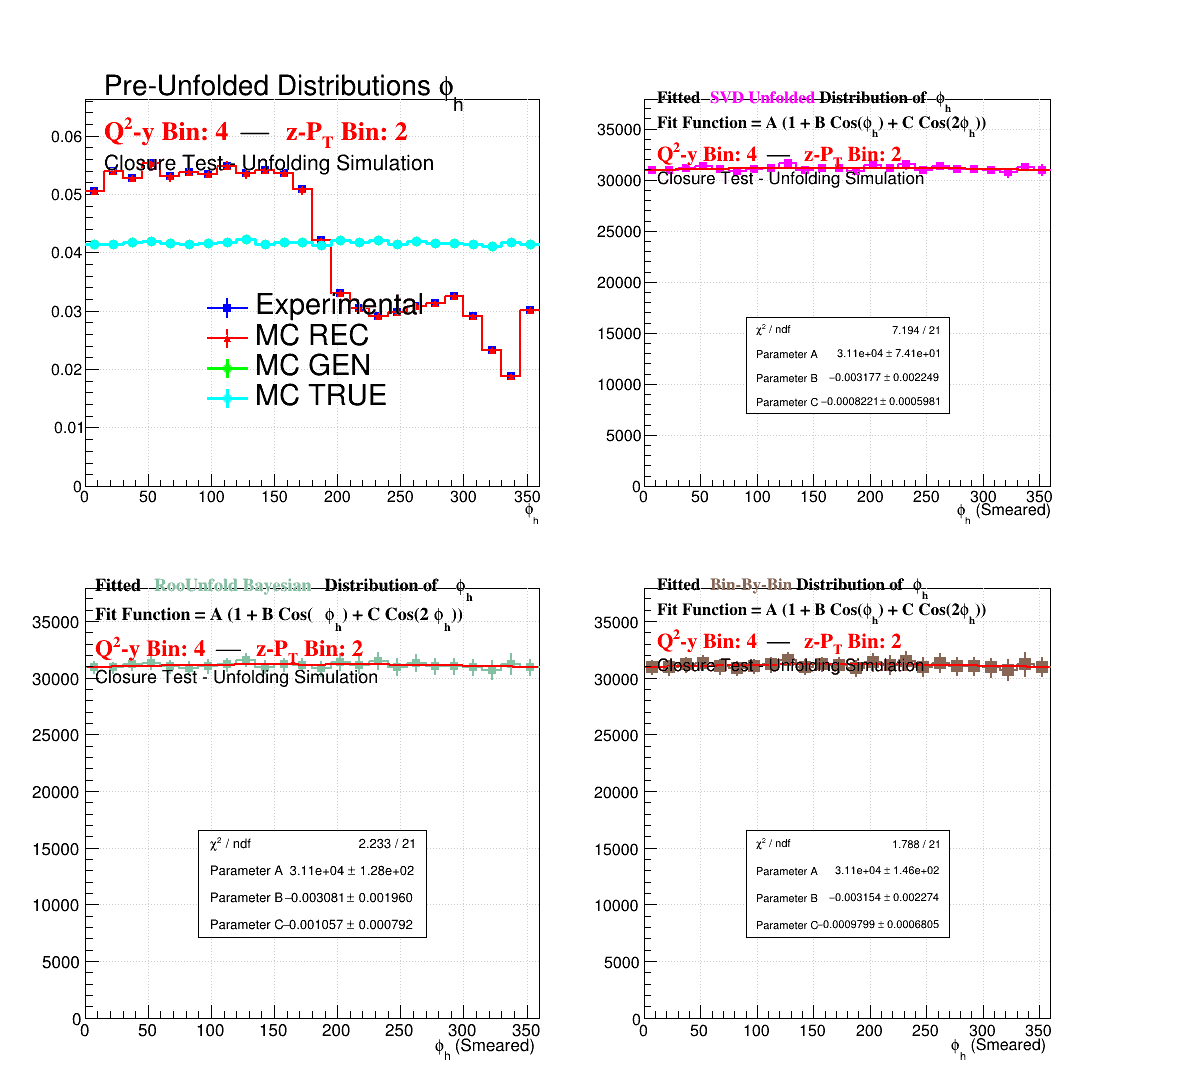 Pre-Unfolded Distributions ϕh
Q2-y Bin: 4 — z-PT Bin: 2
Closure Test - Unfolding Simulation
0.06
0.05
0.04
0.03
0.02
0.01
0
Experimental
MC REC
MC GEN
MC TRUE
0 50 100 150 200 250 300 350
ϕh
Fitted SVD Unfolded Distribution of ϕh
Fit Function = A (1 + B Cos(ϕh) + C Cos(2ϕh))
Q2-y Bin: 4 — z-PT Bin: 2
Closure Test - Unfolding Simulation
35000
30000
25000
20000
15000
10000
5000
0
χ2 / ndf 7.194 / 21
Parameter A 3.11e+04 ± 7.41e+01
Parameter B −0.003177 ± 0.002249
Parameter C −0.0008221 ± 0.0005981
0 50 100 150 200 250 300 350
ϕh (Smeared)
Fitted RooUnfold Bayesian Distribution of ϕh
Fit Function = A (1 + B Cos( ϕh) + C Cos(2 ϕh))
Q2-y Bin: 4 — z-PT Bin: 2
Closure Test - Unfolding Simulation
35000
30000
25000
20000
15000
10000
5000
0
χ2 / ndf 2.233 / 21
Parameter A 3.11e+04 ± 1.28e+02
Parameter B −0.003081 ± 0.001960
Parameter C −0.001057 ± 0.000792
0 50 100 150 200 250 300 350
ϕh (Smeared)
Fitted Bin-By-Bin Distribution of ϕh
Fit Function = A (1 + B Cos(ϕh) + C Cos(2ϕh))
Q2-y Bin: 4 — z-PT Bin: 2
Closure Test - Unfolding Simulation
35000
30000
25000
20000
15000
10000
5000
0
χ2 / ndf 1.788 / 21
Parameter A 3.11e+04 ± 1.46e+02
Parameter B −0.003154 ± 0.002274
Parameter C −0.0009799 ± 0.0006805
0 50 100 150 200 250 300 350
ϕh (Smeared)